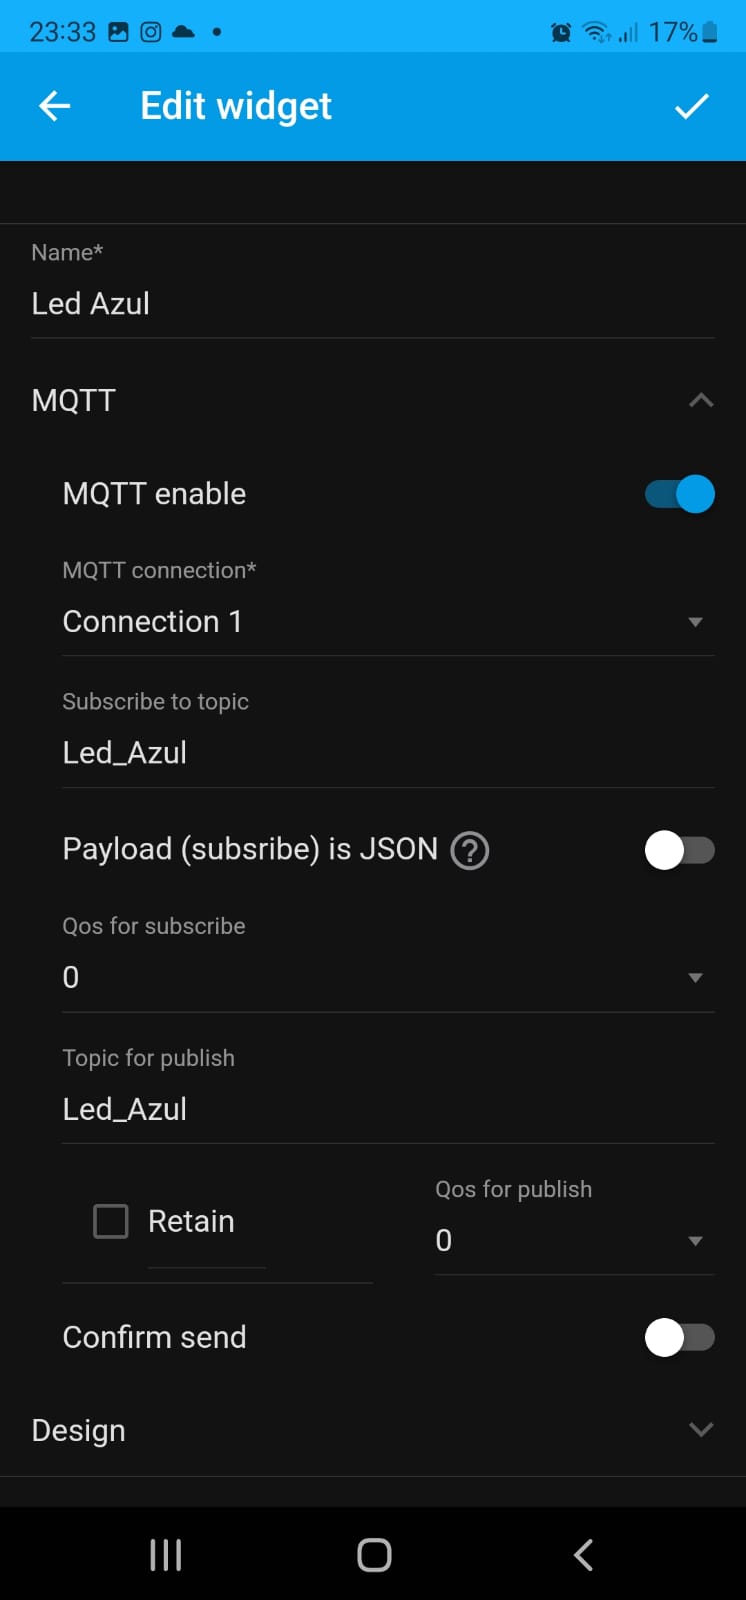 23:33
17%
Edit widget
Name*
Led Azul
MQTT
MQTT enable
MQTT connection*
Connection 1
Subscribe to topic
Led_Azul
Payload (subsribe) is JSON ?
Qos for subscribe
0
Topic for publish
Led_Azul
Retain
Qos for publish
0
Confirm send
Design